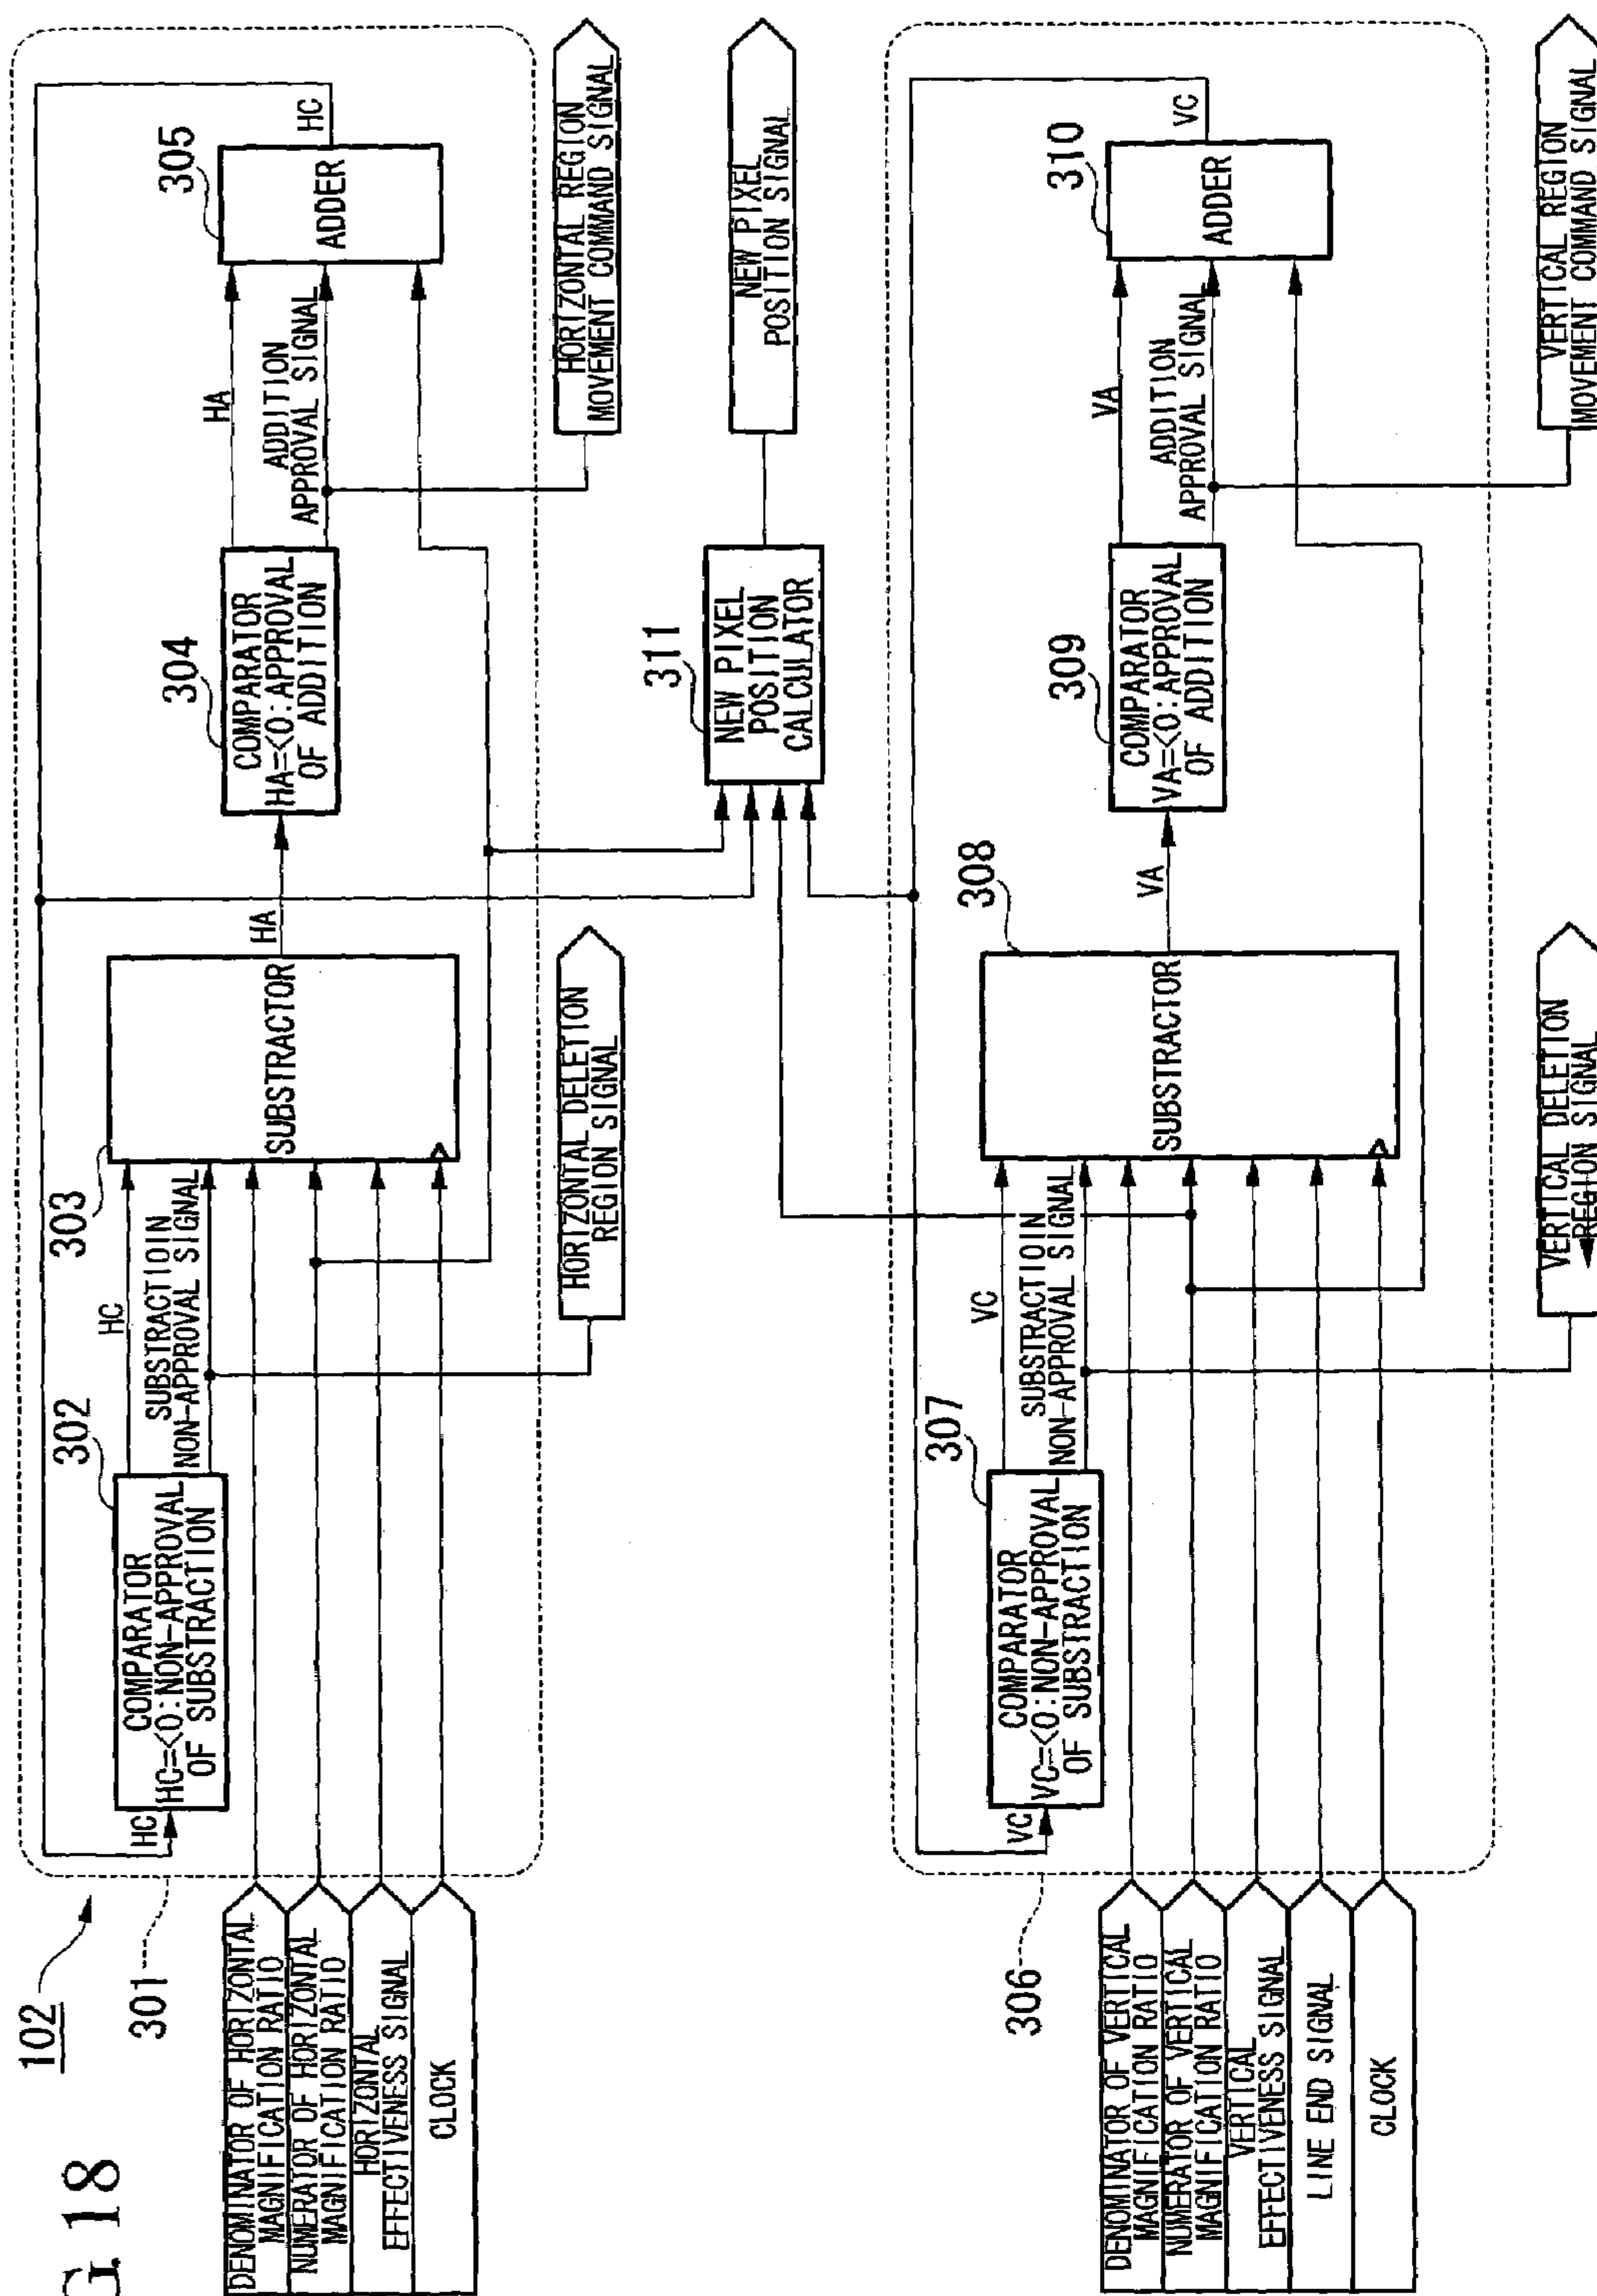 G. 18
102
301
DENOMINATOR OF HORIZONTAL
MAGNIFICATION RATIO
NUMERATOR OF HORIZONTAL
MAGNIFICATION RATIO
HORIZONTAL
EFFECTIVENESS SIGNAL
CLOCK
HC
302
COMPARATOR
HC=<0:NON-APPROVAL
OF SUBSTRACTION
HC
SUBSTRACTIOIN
NON-APPROVAL SIGNAL
303
SUBSTRACTOR
HORIZONTAL DELETION
REGION SIGNAL
HA
304
COMPARATOR
HA=<0:APPROVAL
OF ADDITION
HA
ADDITION
APPROVAL SIGNAL
305
ADDER
HC
HORIZONTAL REGION
MOVEMENT COMMAND SIGNAL
311
NEW PIXEL
POSITION
CALCULATOR
NEW PIXEL
POSITION SIGNAL
306
DENOMINATOR OF VERTICAL
MAGNIFICATION RATIO
NUMERATOR OF VERTICAL
MAGNIFICATION RATIO
VERTICAL
EFFECTIVENESS SIGNAL
LINE END SIGNAL
CLOCK
VC
307
COMPARATOR
VC=<0:NON-APPROVAL
OF SUBSTRACTION
VC
SUBSTRACTIOIN
NON-APPROVAL SIGNAL
308
SUBSTRACTOR
VERTICAL DELETION
REGION SIGNAL
VA
309
COMPARATOR
VA=<0:APPROVAL
OF ADDITION
VA
ADDITION
APPROVAL SIGNAL
310
ADDER
VC
VERTICAL REGION
MOVEMENT COMMAND SIGNAL